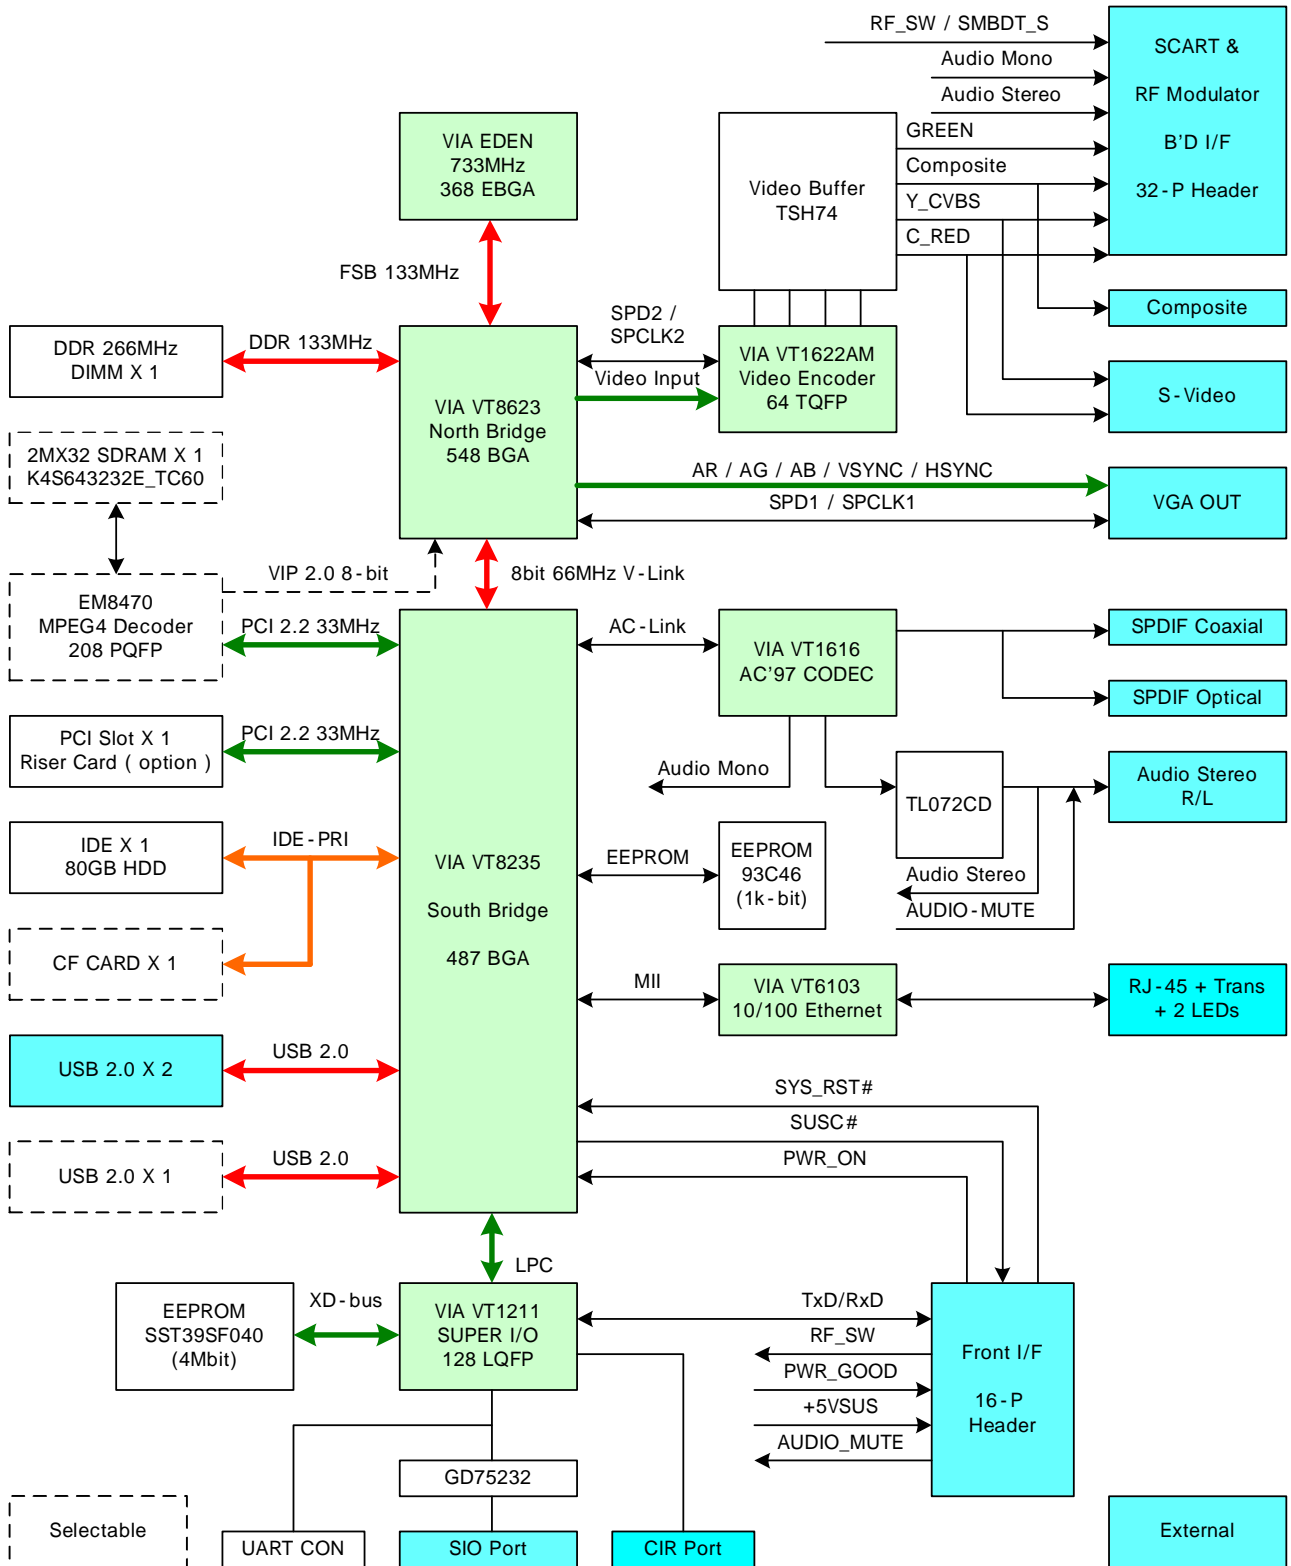 RF_SW / SMBDT_S
Audio Mono
Audio Stereo
GREEN
Composite
Y_CVBS
C_RED
SCART &
RF Modulator
B'D I/F
32-P Header
VIA EDEN
733MHz
368 EBGA
Video Buffer
TSH74
FSB 133MHz
Composite
DDR 266MHz
DIMM X 1
DDR 133MHz
VIA VT8623
North Bridge
548 BGA
SPD2 /
SPCLK2
Video Input
VIA VT1622AM
Video Encoder
64 TQFP
S-Video
2MX32 SDRAM X 1
K4S643232E_TC60
AR / AG / AB / VSYNC / HSYNC
SPD1 / SPCLK1
VGA OUT
VIP 2.0 8-bit
8bit 66MHz V-Link
EM8470
MPEG4 Decoder
208 PQFP
PCI 2.2 33MHz
AC-Link
VIA VT1616
AC'97 CODEC
SPDIF Coaxial
SPDIF Optical
PCI Slot X 1
Riser Card ( option )
PCI 2.2 33MHz
Audio Mono
TL072CD
Audio Stereo
R/L
IDE X 1
80GB HDD
IDE-PRI
VIA VT8235
South Bridge
487 BGA
EEPROM
EEPROM
93C46
(1k-bit)
Audio Stereo
AUDIO-MUTE
CF CARD X 1
MII
VIA VT6103
10/100 Ethernet
RJ-45 + Trans
+ 2 LEDs
USB 2.0 X 2
USB 2.0
SYS_RST#
SUSC#
PWR_ON
USB 2.0 X 1
USB 2.0
LPC
EEPROM
SST39SF040
(4Mbit)
XD-bus
VIA VT1211
SUPER I/O
128 LQFP
TxD/RxD
RF_SW
PWR_GOOD
+5VSUS
AUDIO_MUTE
Front I/F
16-P
Header
GD75232
Selectable
UART CON
SIO Port
CIR Port
External